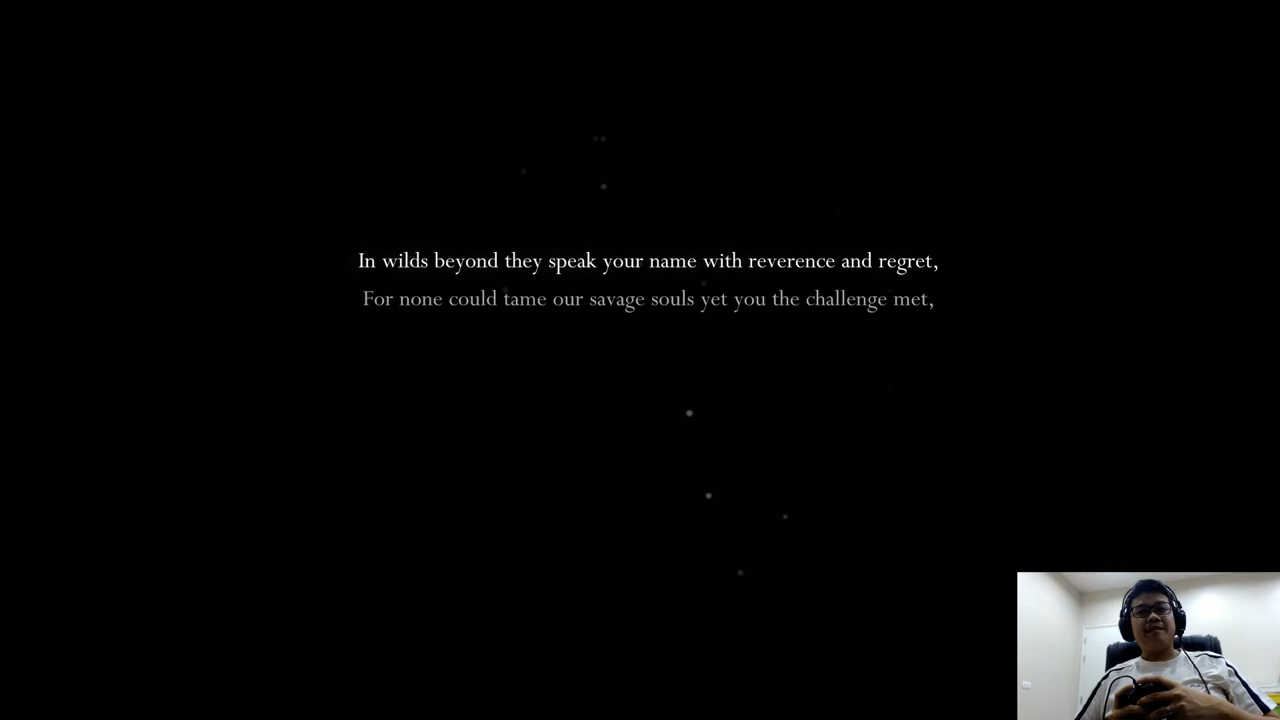 In wilds beyond they speak your name with reverence and regret,
For none could tame our savage souls yet you the challenge met,